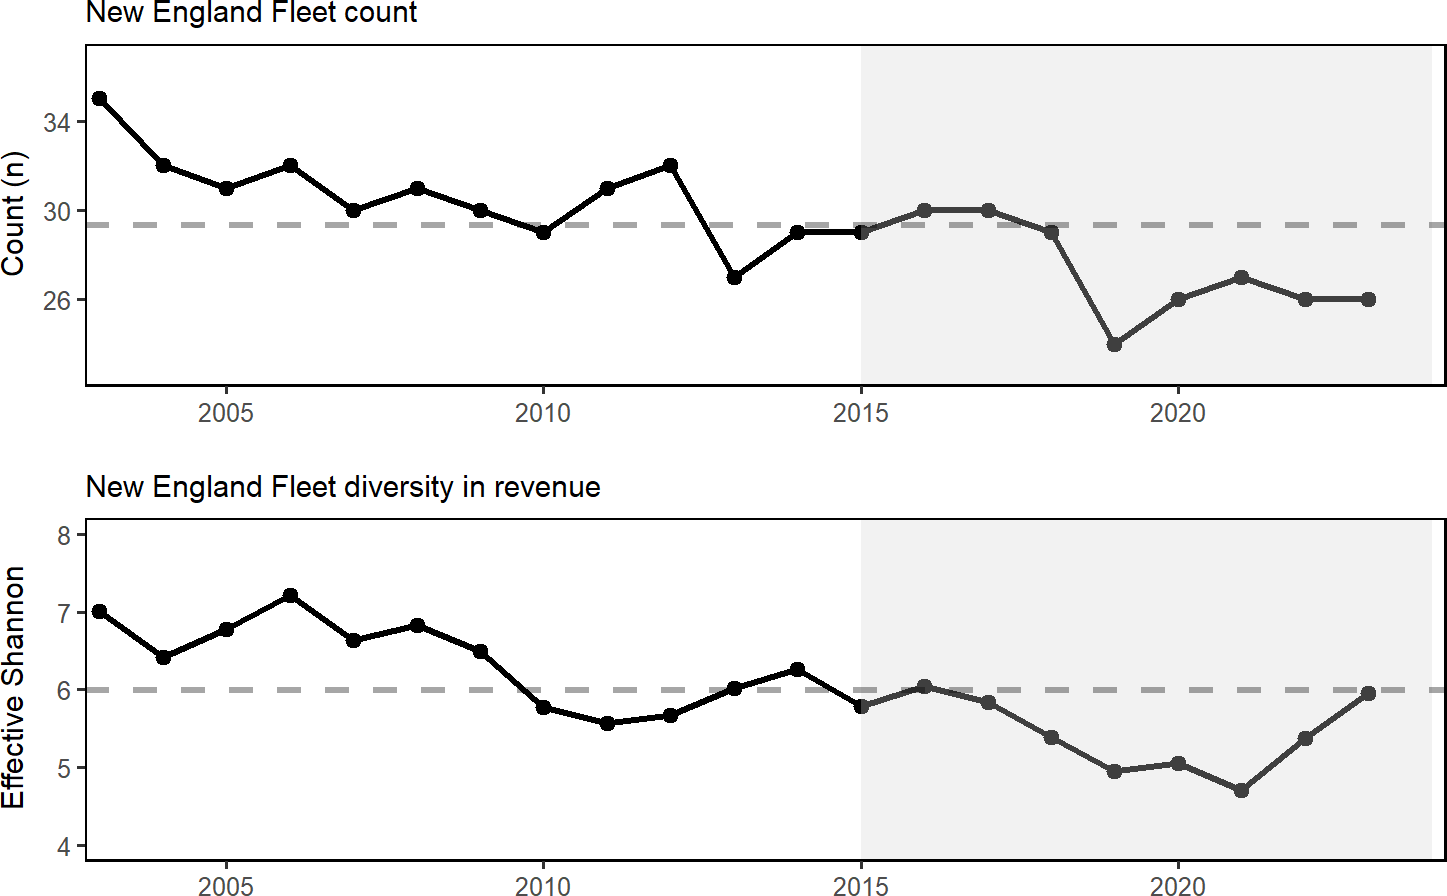 New England Fleet count
Count (n)
34
30
26
2005 2010 2015 2020
New England Fleet diversity in revenue
Effective Shannon
8
7
6
5
4
2005 2010 2015 2020